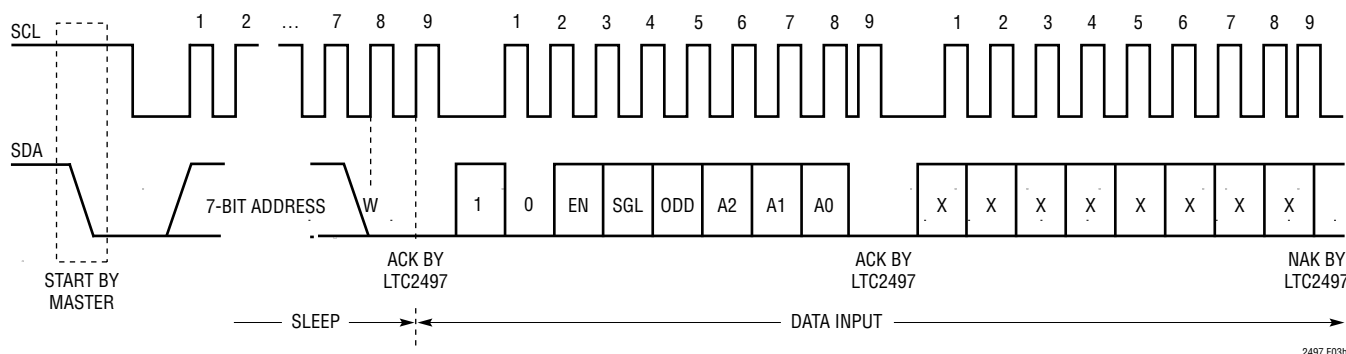 1 2 … 7 8 9 1 2 3 4 5 6 7 8 9 1 2 3 4 5 6 7 8 9
SCL
SDA
7-BIT ADDRESS W 1 0 EN SGL ODD A2 A1 A0 X X X X X X X X
START BY
MASTER
ACK BY
LTC2497
ACK BY
LTC2497
NAK BY
LTC2497
SLEEP DATA INPUT
2497 F03b